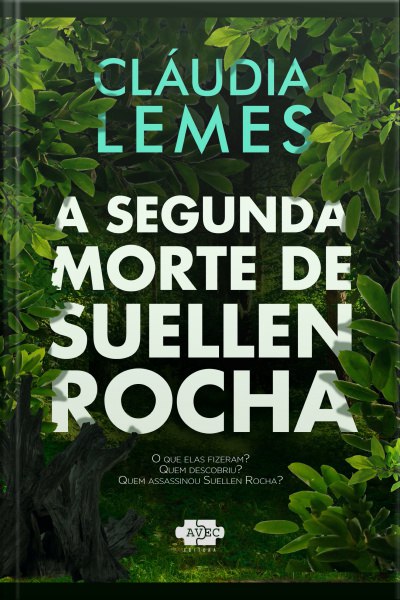 CLÁUDIA
LEMES
A SEGUNDA
MORTE DE
SUELLEN
ROCHA
O QUE ELAS FIZERAM?
QUEM DESCOBRIU?
QUEM ASSASSINOU SUELLEN ROCHA?
AVEC
EDITORA